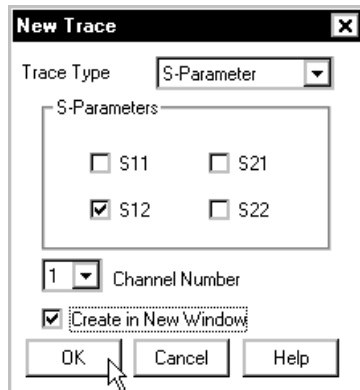 New Trace
Trace Type S-Parameter
S-Parameters
S11 S21
S12 S22
1 Channel Number
Create in New Window
OK Cancel Help